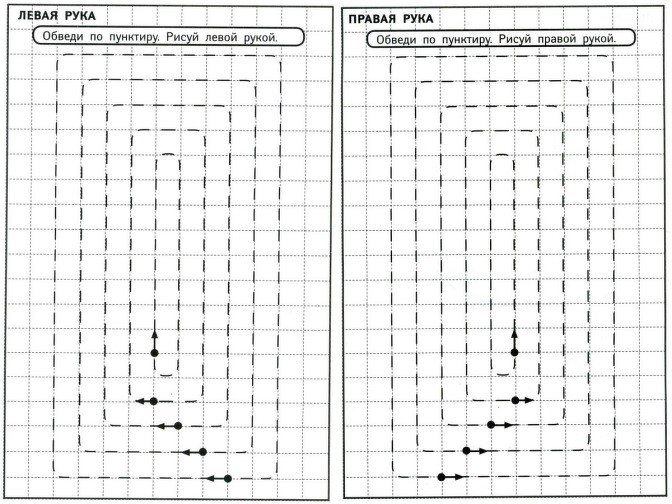 ЛЕВАЯ РУКА
Обведи по пунктиру. Рисуй левой рукой.
ПРАВАЯ РУКА
Обведи по пунктиру. Рисуй правой рукой.